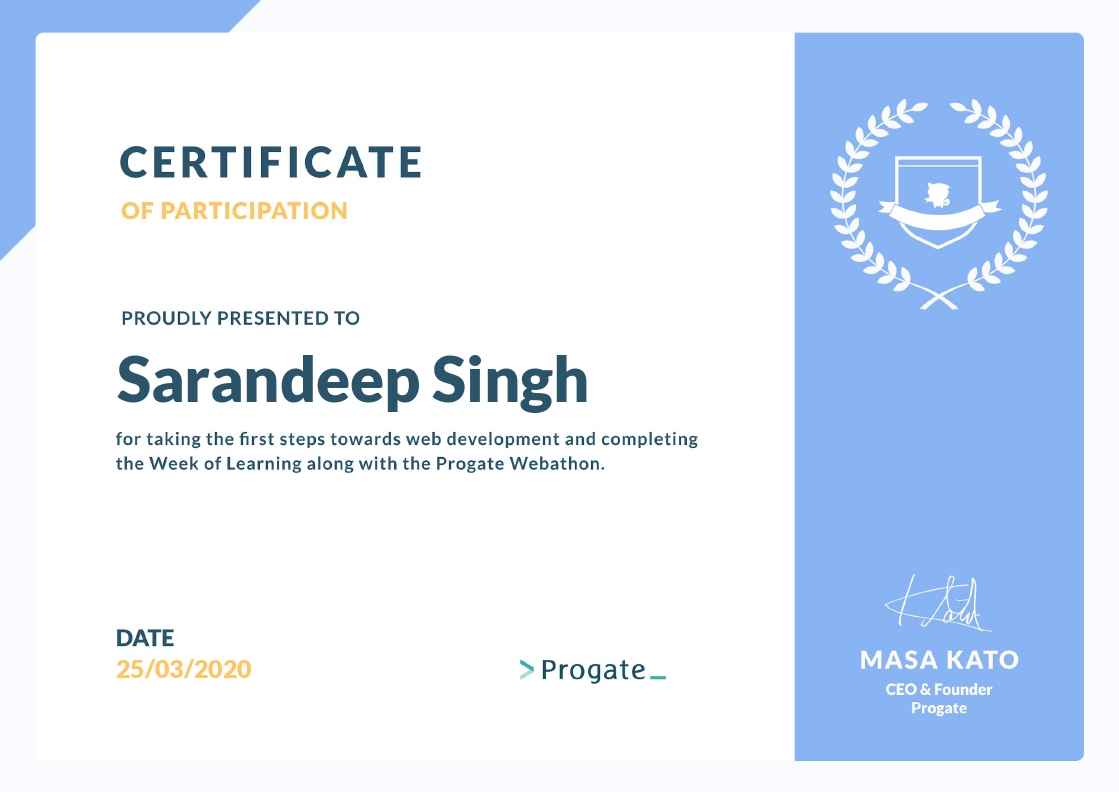 CERTIFICATE
OF PARTICIPATION
PROUDLY PRESENTED TO
Sarandeep Singh
for taking the first steps towards web development and completing
the Week of Learning along with the Progate Webathon.
DATE
25/03/2020
Progate
MASA KATO
CEO & Founder
Progate